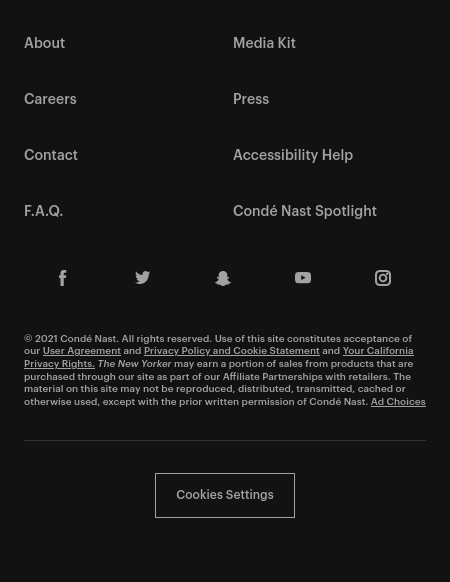 About
Media Kit
Careers
Press
Contact
Accessibility Help
F.A.Q.
Condé Nast Spotlight
© 2021 Condé Nast. All rights reserved. Use of this site constitutes acceptance of
our User Agreement and Privacy Policy and Cookie Statement and Your California
Privacy Rights. The New Yorker may earn a portion of sales from products that are
purchased through our site as part of our Affiliate Partnerships with retailers. The
material on this site may not be reproduced, distributed, transmitted, cached or
otherwise used, except with the prior written permission of Condé Nast. Ad Choices
Cookies Settings